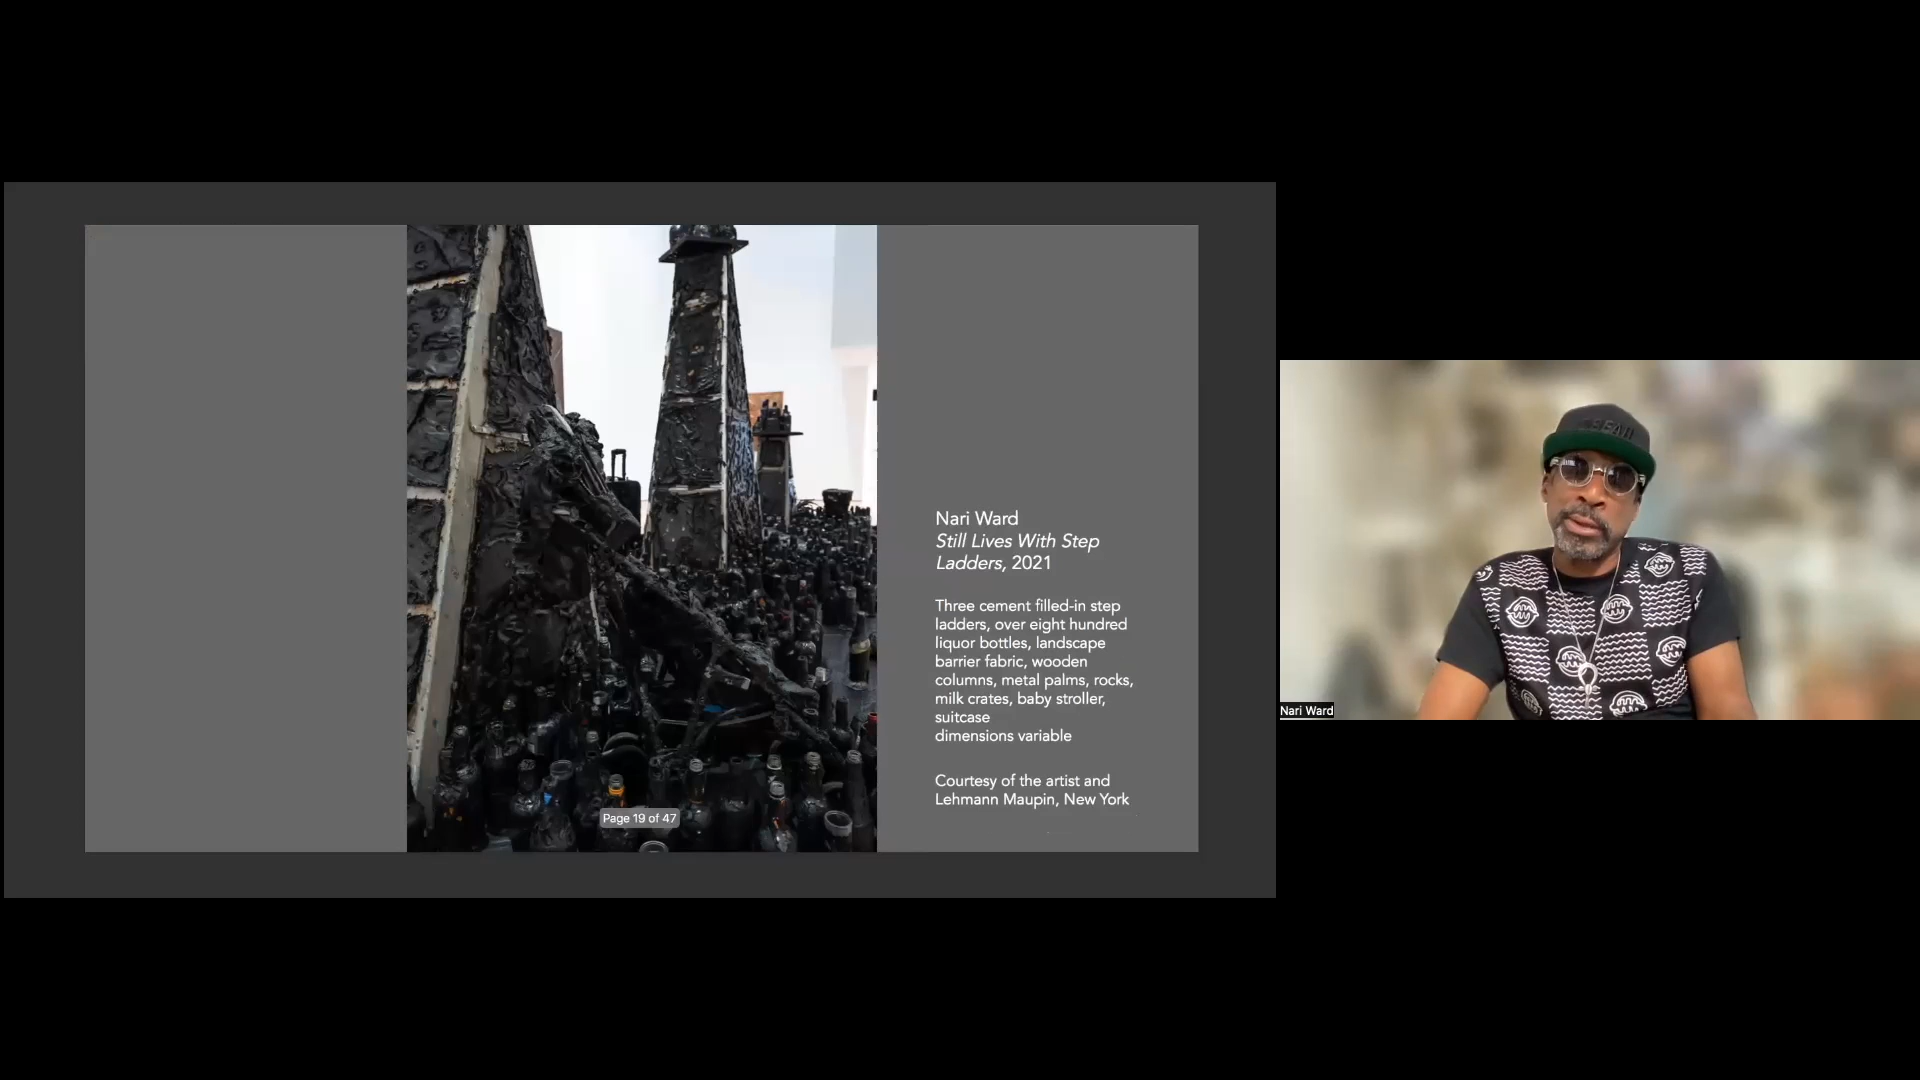 Nari Ward
Still Lives With Step
Ladders, 2021
Three cement filled-in step
ladders, over eight hundred
liquor bottles, landscape
barrier fabric, wooden
columns, metal palms, rocks,
milk crates, baby stroller,
suitcase
dimensions variable
Courtesy of the artist and
Lehmann Maupin, New York
Page 19 of 47
Nari Ward